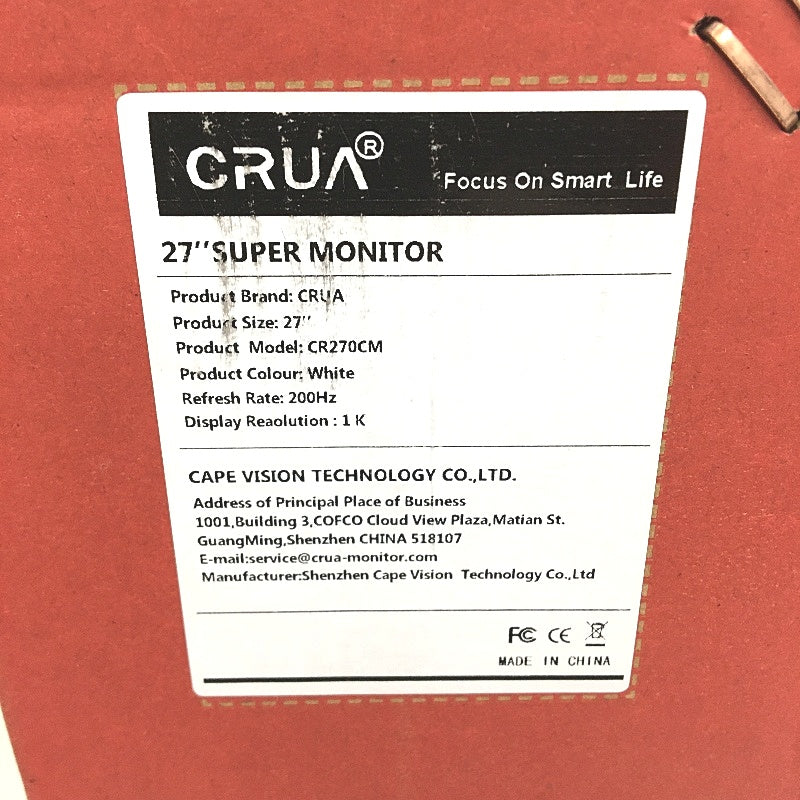 CRUA®
Focus On Smart Life
27''SUPER MONITOR
Product Brand: CRUA
Product Size: 27''
Product Model: CR270CM
Product Colour: White
Refresh Rate: 200Hz
Display Reaolution : 1 K
CAPE VISION TECHNOLOGY CO.,LTD.
Address of Principal Place of Business
1001,Building 3,COFCO Cloud View Plaza,Matian St.
GuangMing,Shenzhen CHINA 518107
E-mail:service@crua-monitor.com
Manufacturer:Shenzhen Cape Vision Technology Co.,Ltd
FC CE
MADE IN CHINA